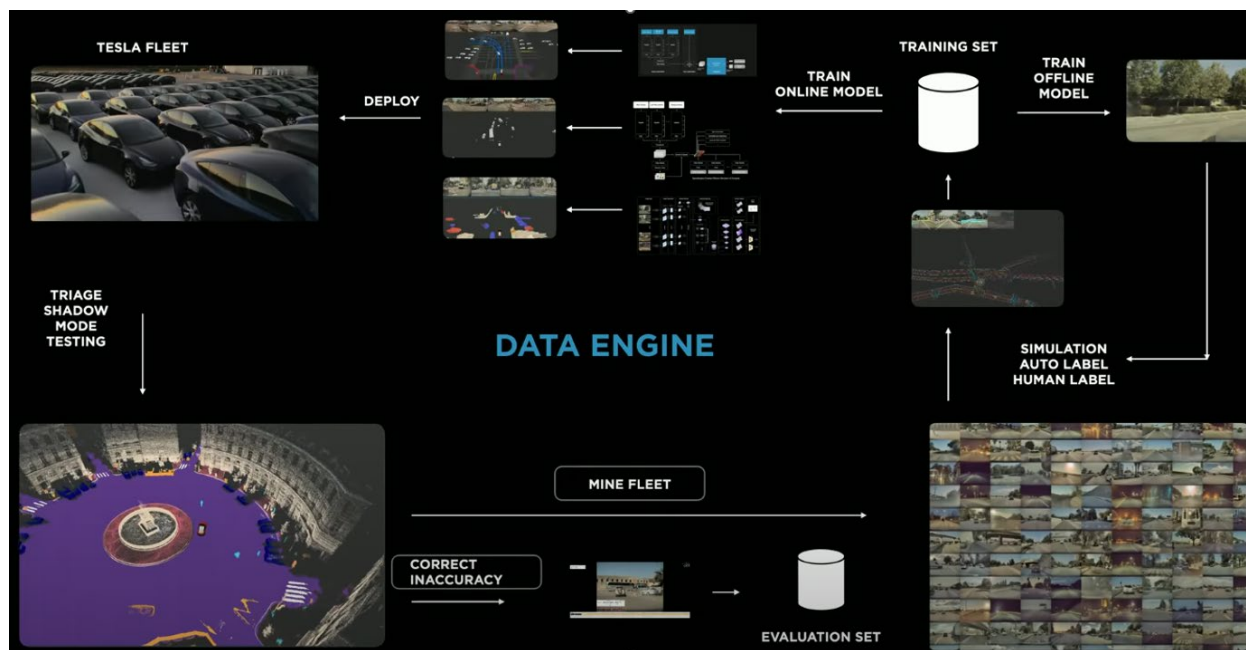 TESLA FLEET
DEPLOY
TRAIN
ONLINE MODEL
TRAINING SET
TRAIN
OFFLINE
MODEL
TRIAGE
SHADOW
MODE
TESTING
DATA ENGINE
SIMULATION
AUTO LABEL
HUMAN LABEL
MINE FLEET
CORRECT
INACCURACY
EVALUATION SET